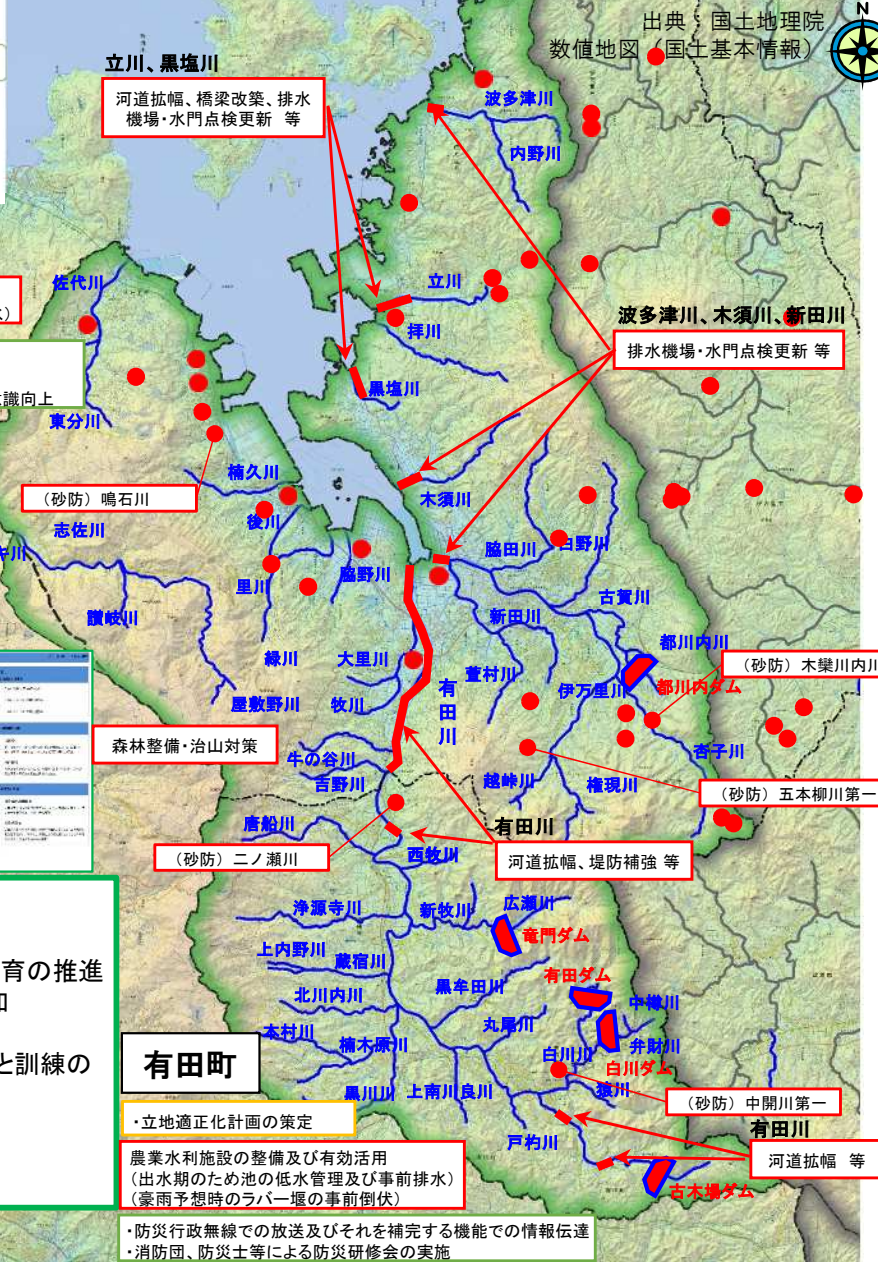 出典：国土地理院
数値地図（国土基本情報）
N
立川、黒塩川
河道拡幅、橋梁改築、排水
機場・水門点検更新 等
波多津川
内野川
佐代川
立川
拝川
黒塩川
波多津川、木須川、新田川
排水機場・水門点検更新 等
識向上
東分川
楠久川
（砂防）鳴石川
後川
志佐川
木須川
脇田川
白野川
脇野川
里川
讃岐川
古賀川
新田川
都川内川
緑川
大里川
萱村川
伊万里川
都川内ダム
（砂防）木欒川内川
屋敷野川
牧川
有田川
森林整備・治山対策
牛の谷川
吉野川
越峠川
権現川
杏子川
（砂防）五本柳川第一
唐船川
有田川
（砂防）二ノ瀬川
西牧川
河道拡幅、堤防補強 等
浄源寺川
新牧川
広瀬川
竜門ダム
上内野川
蔵宿川
育の推進
有田ダム
北川内川
黒牟田川
中樽川
本村川
楠木原川
丸尾川
弁財川
と訓練の
有田町
白川川
白川ダム
黒川川
上南川良川
猿川
（砂防）中開川第一
・立地適正化計画の策定
戸杓川
有田川
河道拡幅 等
農業水利施設の整備及び有効活用
（出水期のため池の低水管理及び事前排水）
（豪雨予想時のラバー堰の事前倒伏）
古木場ダム
・防災行政無線での放送及びそれを補完する機能での情報伝達
・消防団、防災士等による防災研修会の実施